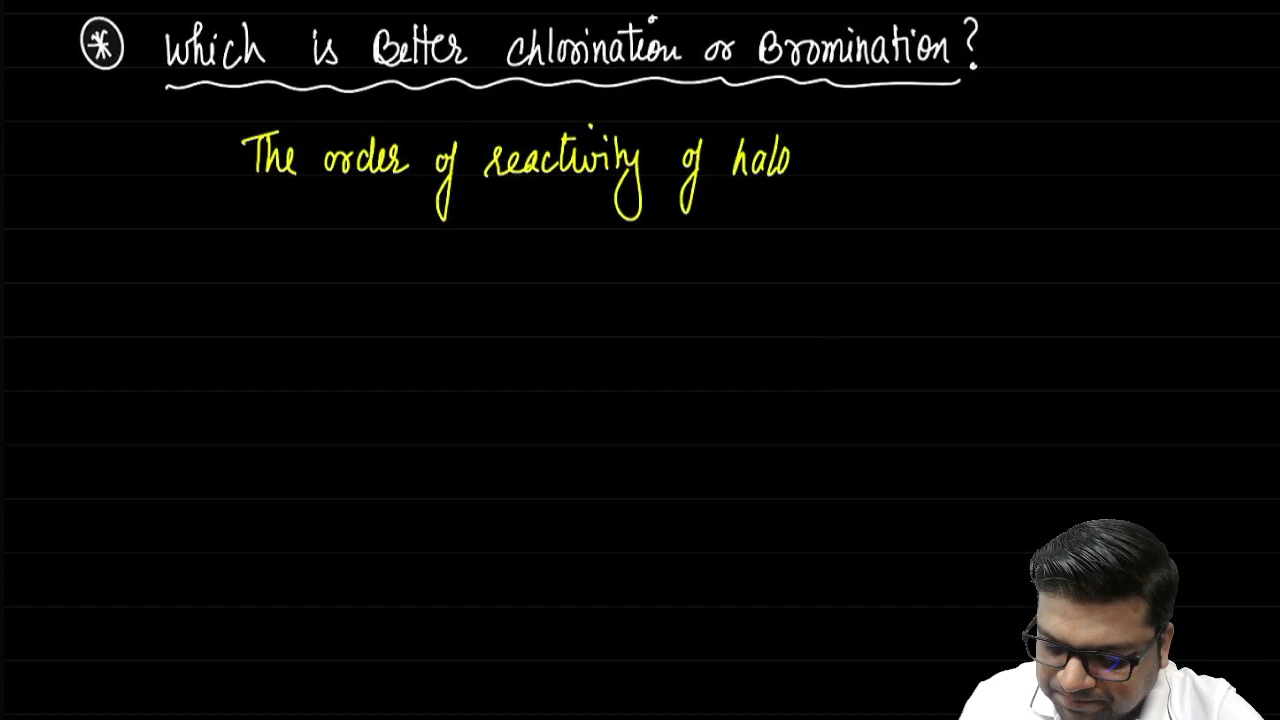 * Which is Better Chlorination or Bromination?
The order of reactivity of halo